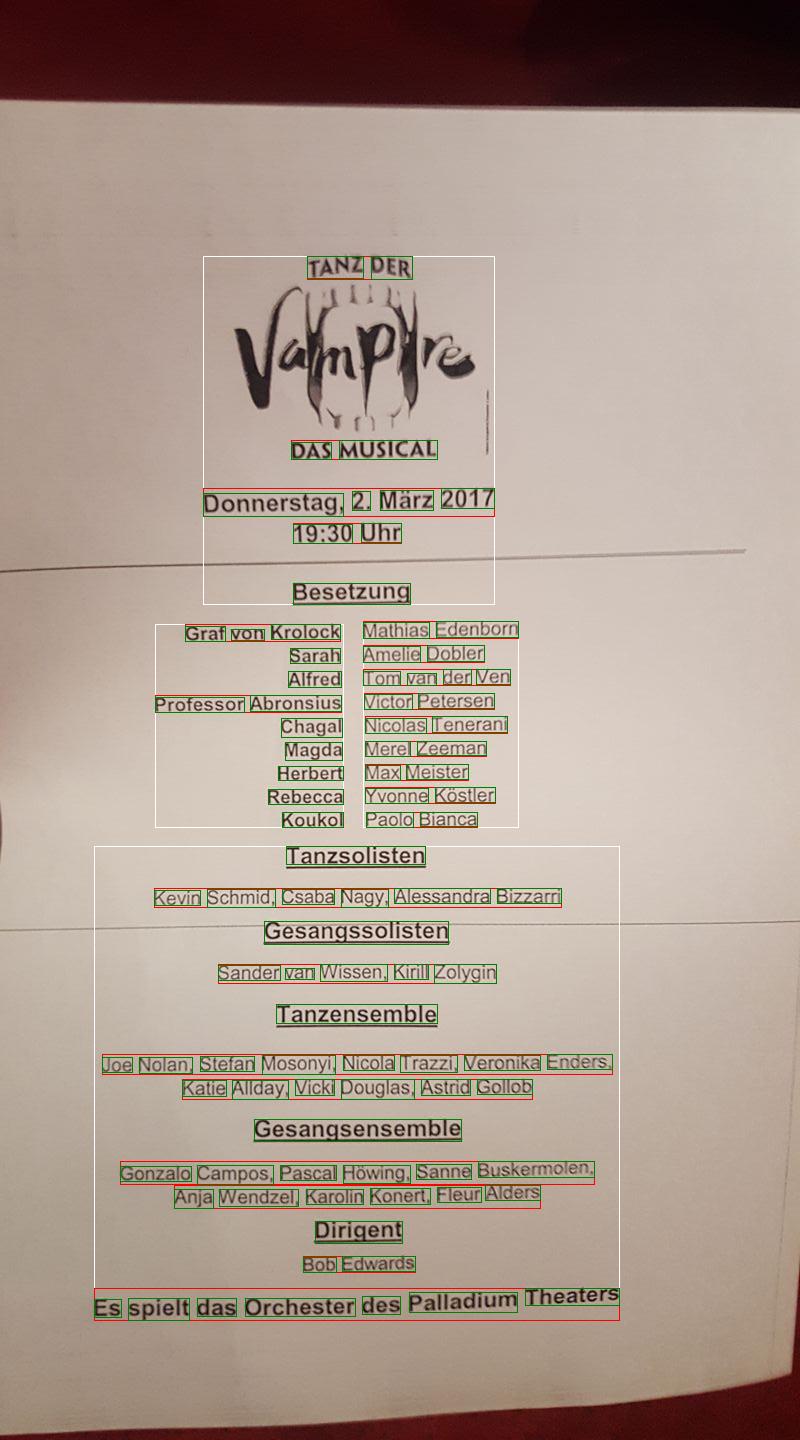 TANZ DER
Vampire
DAS MUSICAL
Donnerstag, 2. März 2017
19:30 Uhr
Besetzung
Graf von Krolock Mathias Edenborn
Sarah Amelie Dobler
Alfred Tom van der Ven
Professor Abronsius Victor Petersen
Chagal Nicolas Tenerani
Magda Merel Zeeman
Herbert Max Meister
Rebecca Yvonne Köstler
Koukol Paolo Bianca
Tanzsolisten
Kevin Schmid, Csaba Nagy, Alessandra Bizzarri
Gesangssolisten
Sander van Wissen, Kirill Zolygin
Tanzensemble
Joe Nolan, Stefan Mosonyi, Nicola Trazzi, Veronika Enders,
Katie Allday, Vicki Douglas, Astrid Gollob
Gesangsensemble
Gonzalo Campos, Pascal Höwing, Sanne Buskermolen,
Anja Wendzel, Karolin Konert, Fleur Alders
Dirigent
Bob Edwards
Es spielt das Orchester des Palladium Theaters